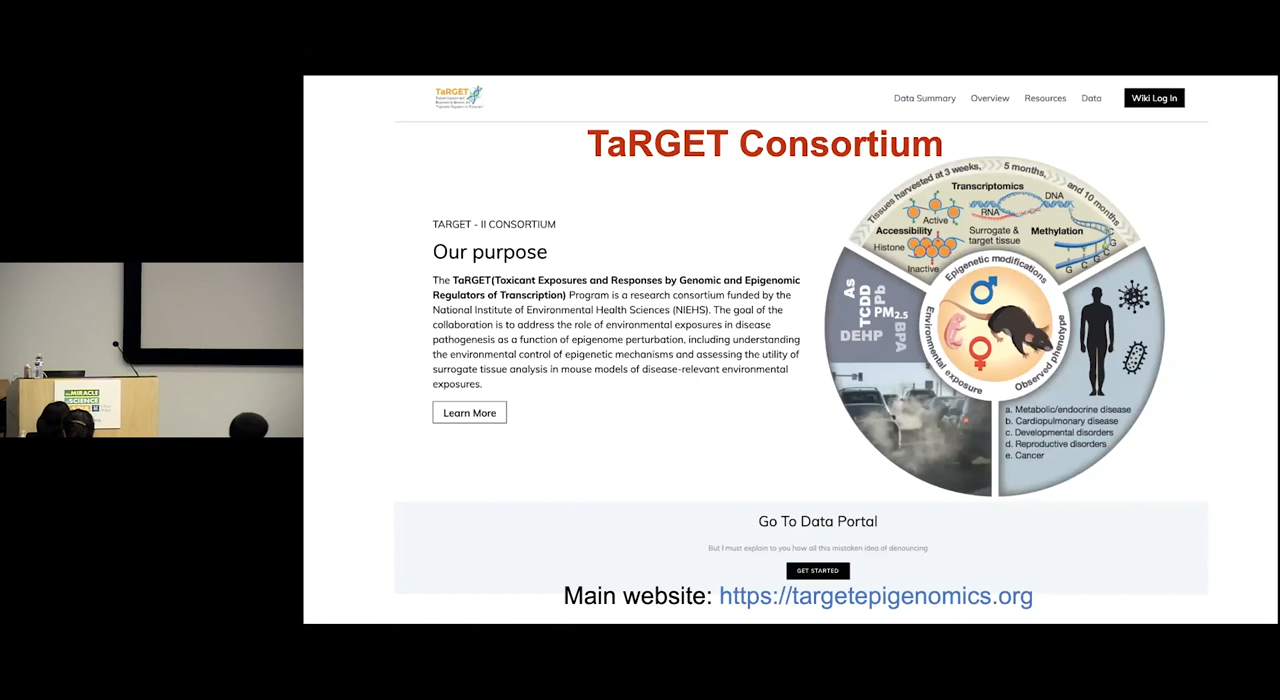 TaRGET
Data Summary
Overview
Resources
Data
Wiki Log In
TaRGET Consortium
TARGET - II CONSORTIUM
Our purpose
The TaRGET(Toxicant Exposures and Responses by Genomic and Epigenomic
Regulators of Transcription) Program is a research consortium funded by the
National Institute of Environmental Health Sciences (NIEHS). The goal of the
collaboration is to address the role of environmental exposures in disease
pathogenesis as a function of epigenome perturbation, including understanding
the environmental control of epigenetic mechanisms and assessing the utility of
surrogate tissue analysis in mouse models of disease-relevant environmental
exposures.
Learn More
Tissues harvested at 3 weeks, 5 months, and 10 months
Transcriptomics
DNA
RNA
Active
Accessibility
Surrogate &
target tissue
Methylation
Histone
Inactive
G C G C C G
Epigenetic modifications
Environmental exposure
Observed phenotype
As
TCDD
Pb
PM2.5
DEHP
BPA
a. Metabolic/endocrine disease
b. Cardiopulmonary disease
c. Developmental disorders
d. Reproductive disorders
e. Cancer
Go To Data Portal
But I must explain to you how all this mistaken idea of denouncing
GET STARTED
Main website: https://targetepigenomics.org
MIRACLE
SCIENCE